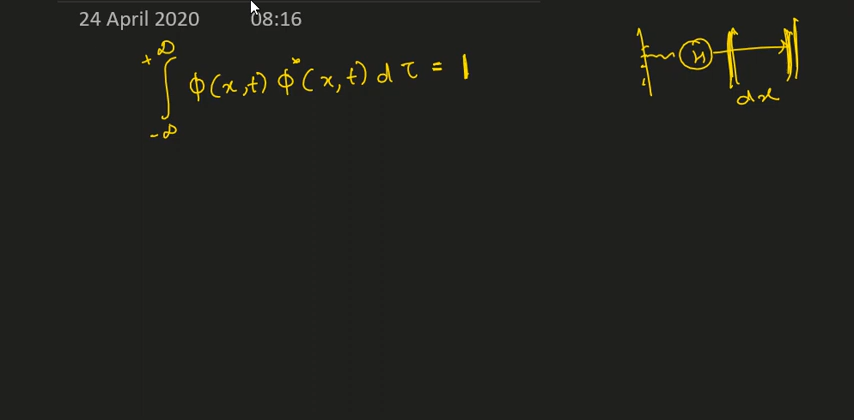 24 April 2020 08:16
+∞
∫ ϕ(x,t) ϕ*(x,t) dτ = 1
-∞
H
dx